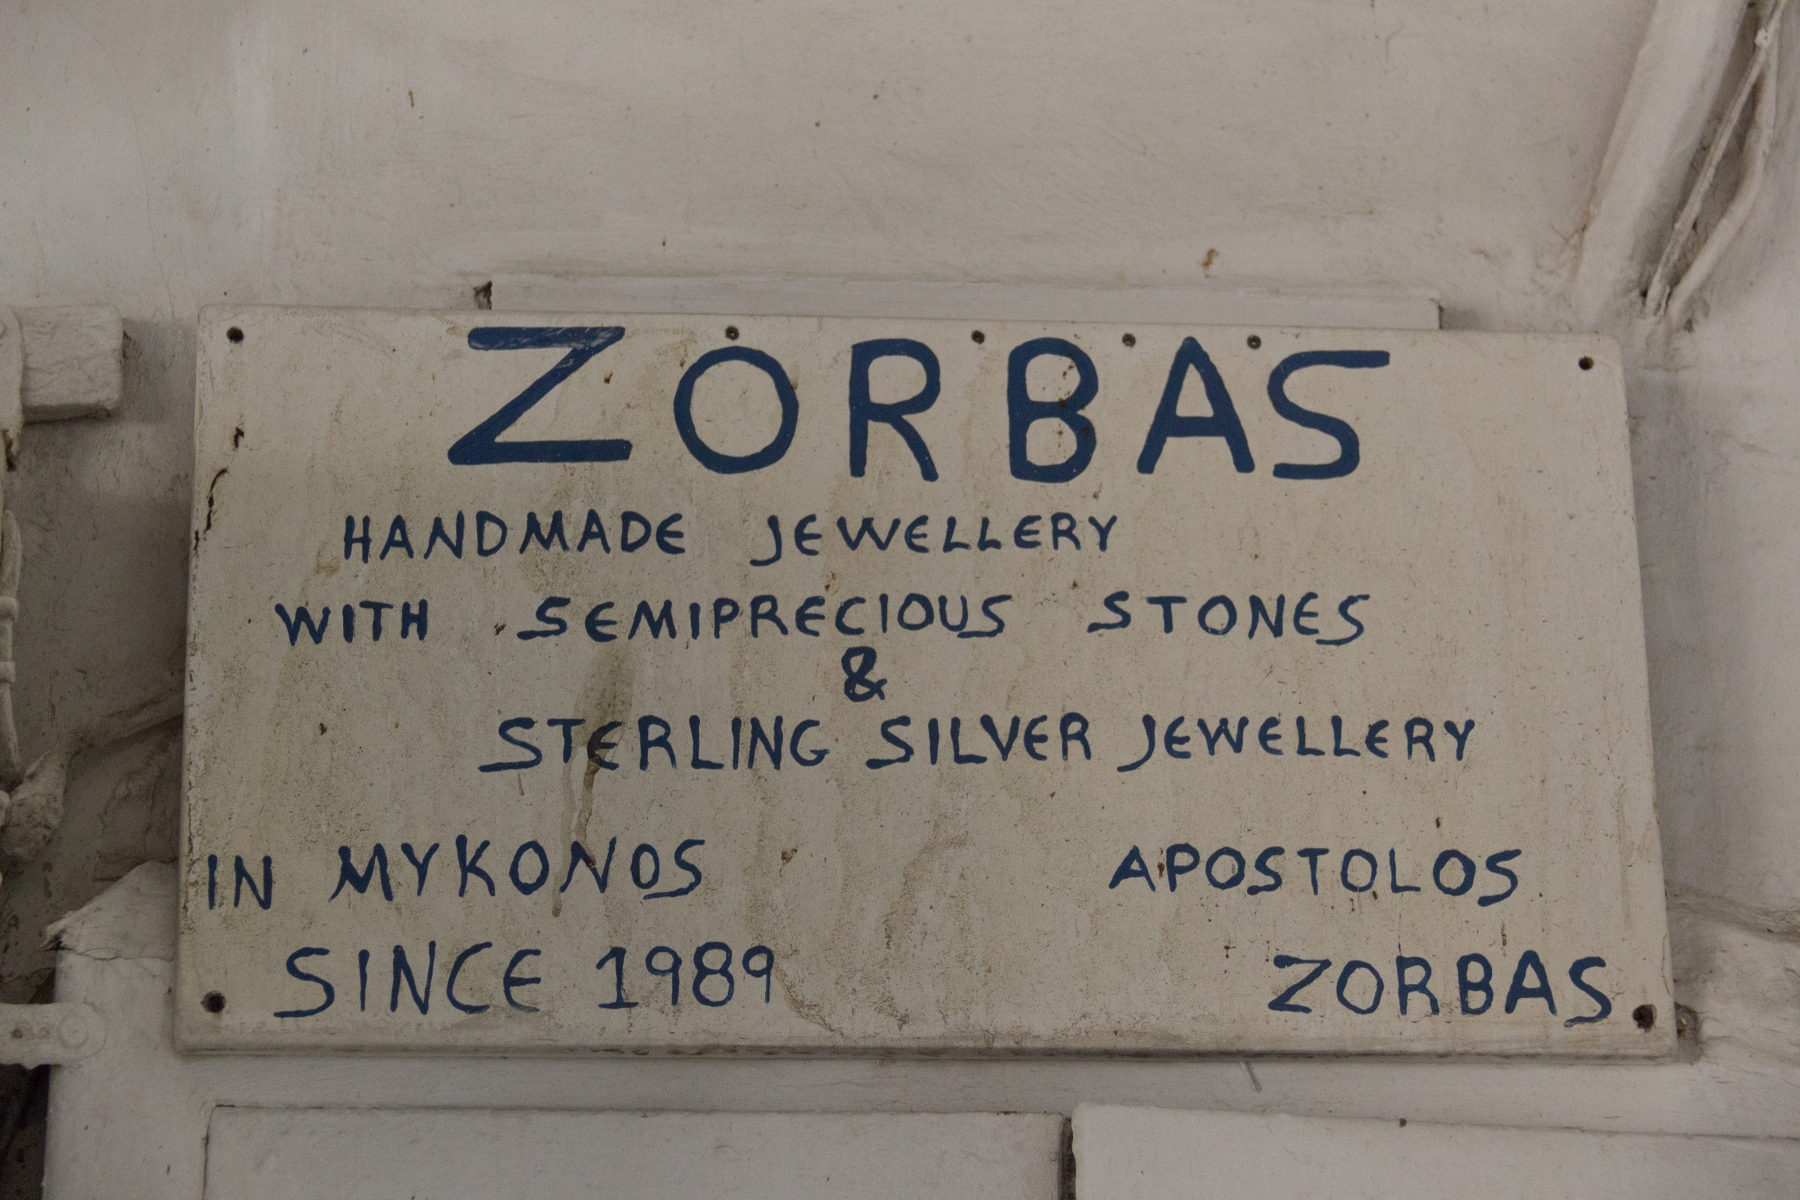 ZORBAS
HANDMADE JEWELLERY
WITH SEMIPRECIOUS STONES
&
STERLING SILVER JEWELLERY
IN MYKONOS
SINCE 1989
APOSTOLOS
ZORBAS